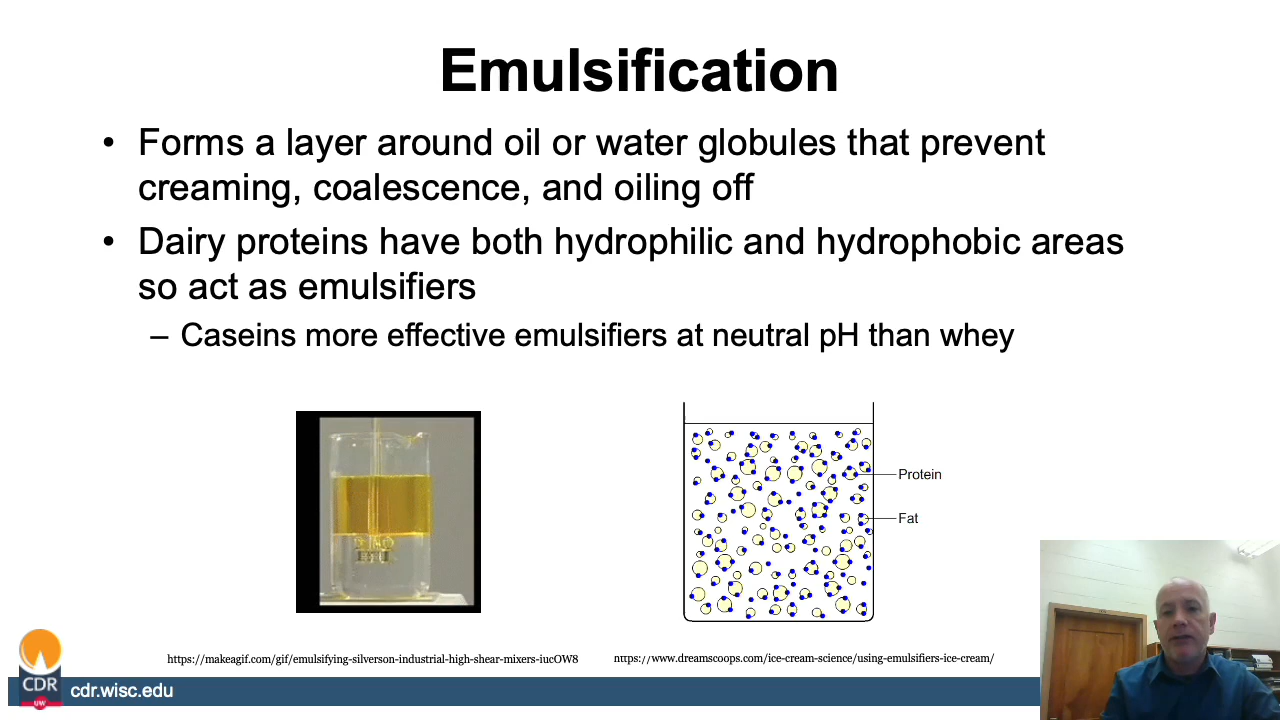 Emulsification
• Forms a layer around oil or water globules that prevent
creaming, coalescence, and oiling off
• Dairy proteins have both hydrophilic and hydrophobic areas
so act as emulsifiers
– Caseins more effective emulsifiers at neutral pH than whey
Protein
Fat
https://makeagif.com/gif/emulsifying-silverson-industrial-high-shear-mixers-iucOW8
https://www.dreamscoops.com/ice-cream-science/using-emulsifiers-ice-cream/
CDR
UW
cdr.wisc.edu